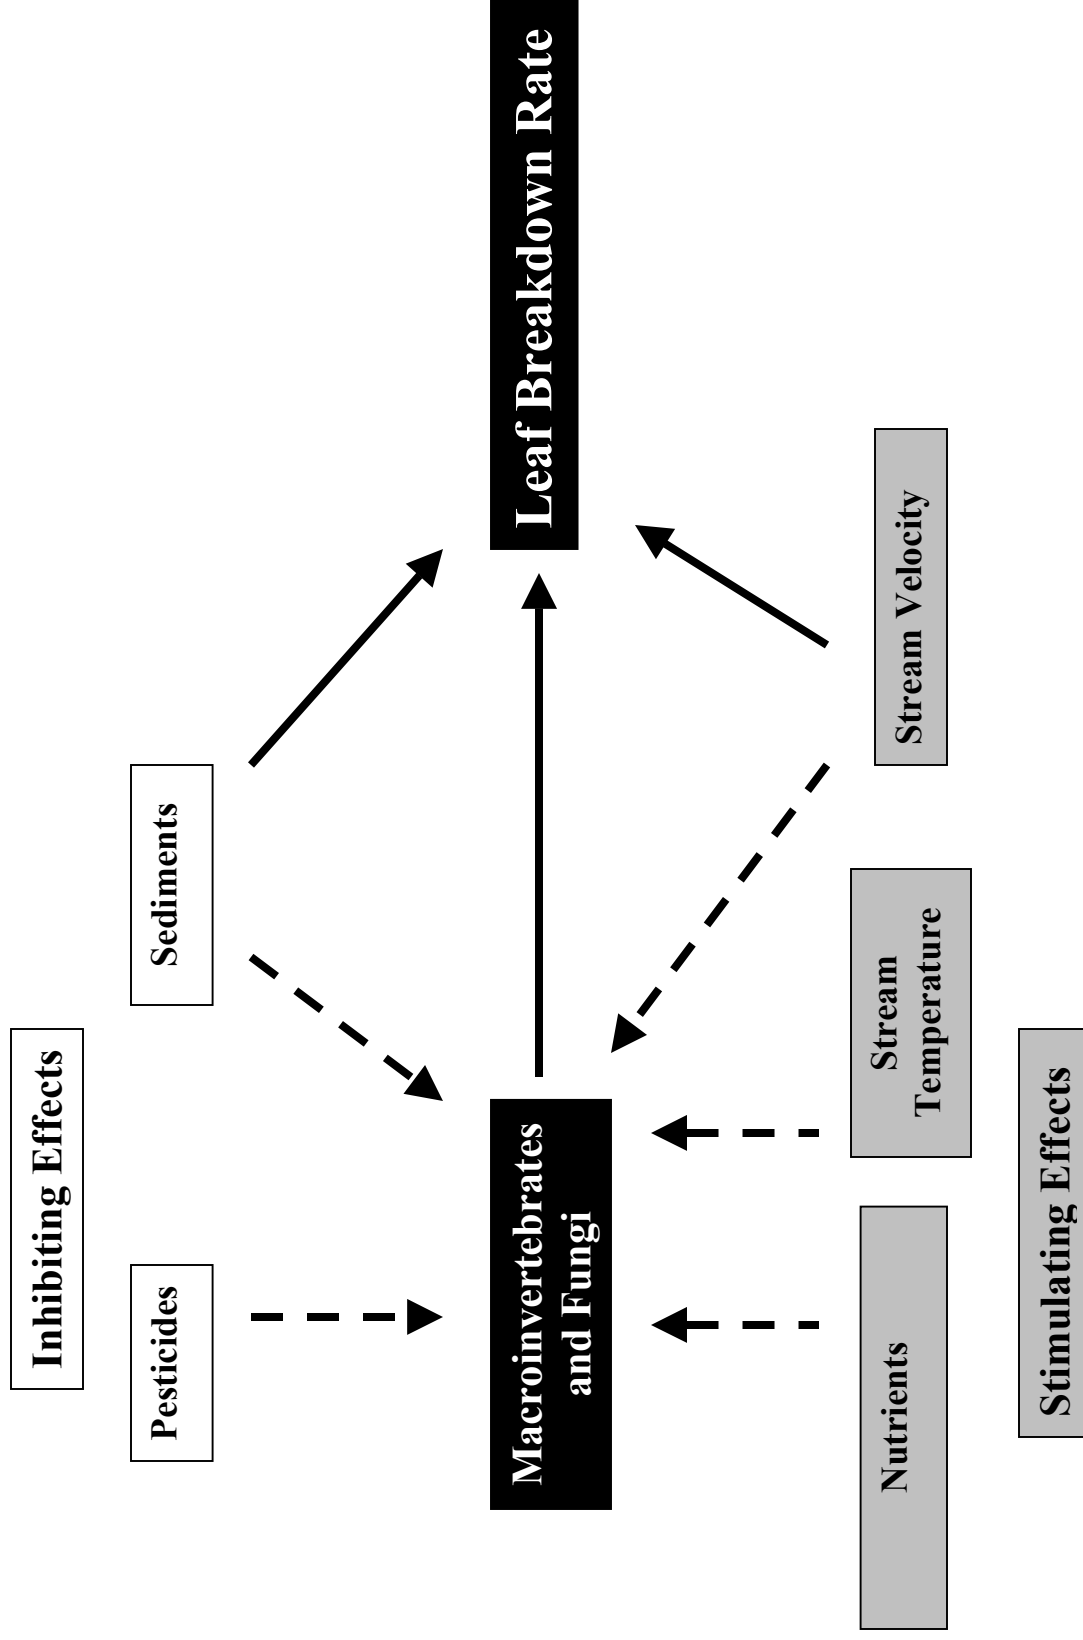 Inhibiting Effects
Pesticides
Sediments
Macroinvertebrates
and Fungi
Leaf Breakdown Rate
Nutrients
Stream
Temperature
Stream Velocity
Stimulating Effects